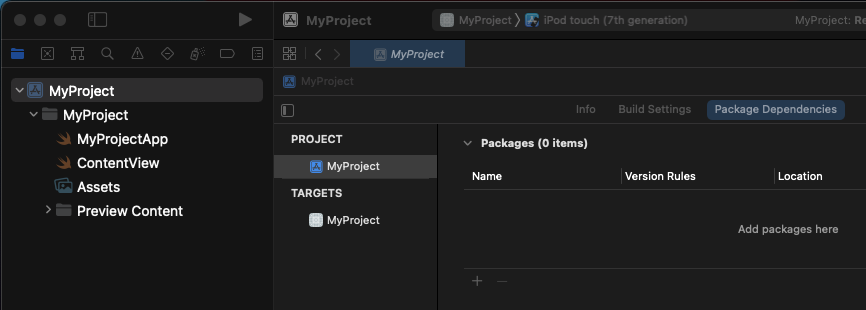 MyProject
MyProject
MyProjectApp
ContentView
Assets
Preview Content
MyProject
MyProject
iPod touch (7th generation)
MyProject: Re
MyProject
MyProject
Info
Build Settings
Package Dependencies
PROJECT
MyProject
TARGETS
MyProject
Packages (0 items)
Name
Version Rules
Location
Add packages here